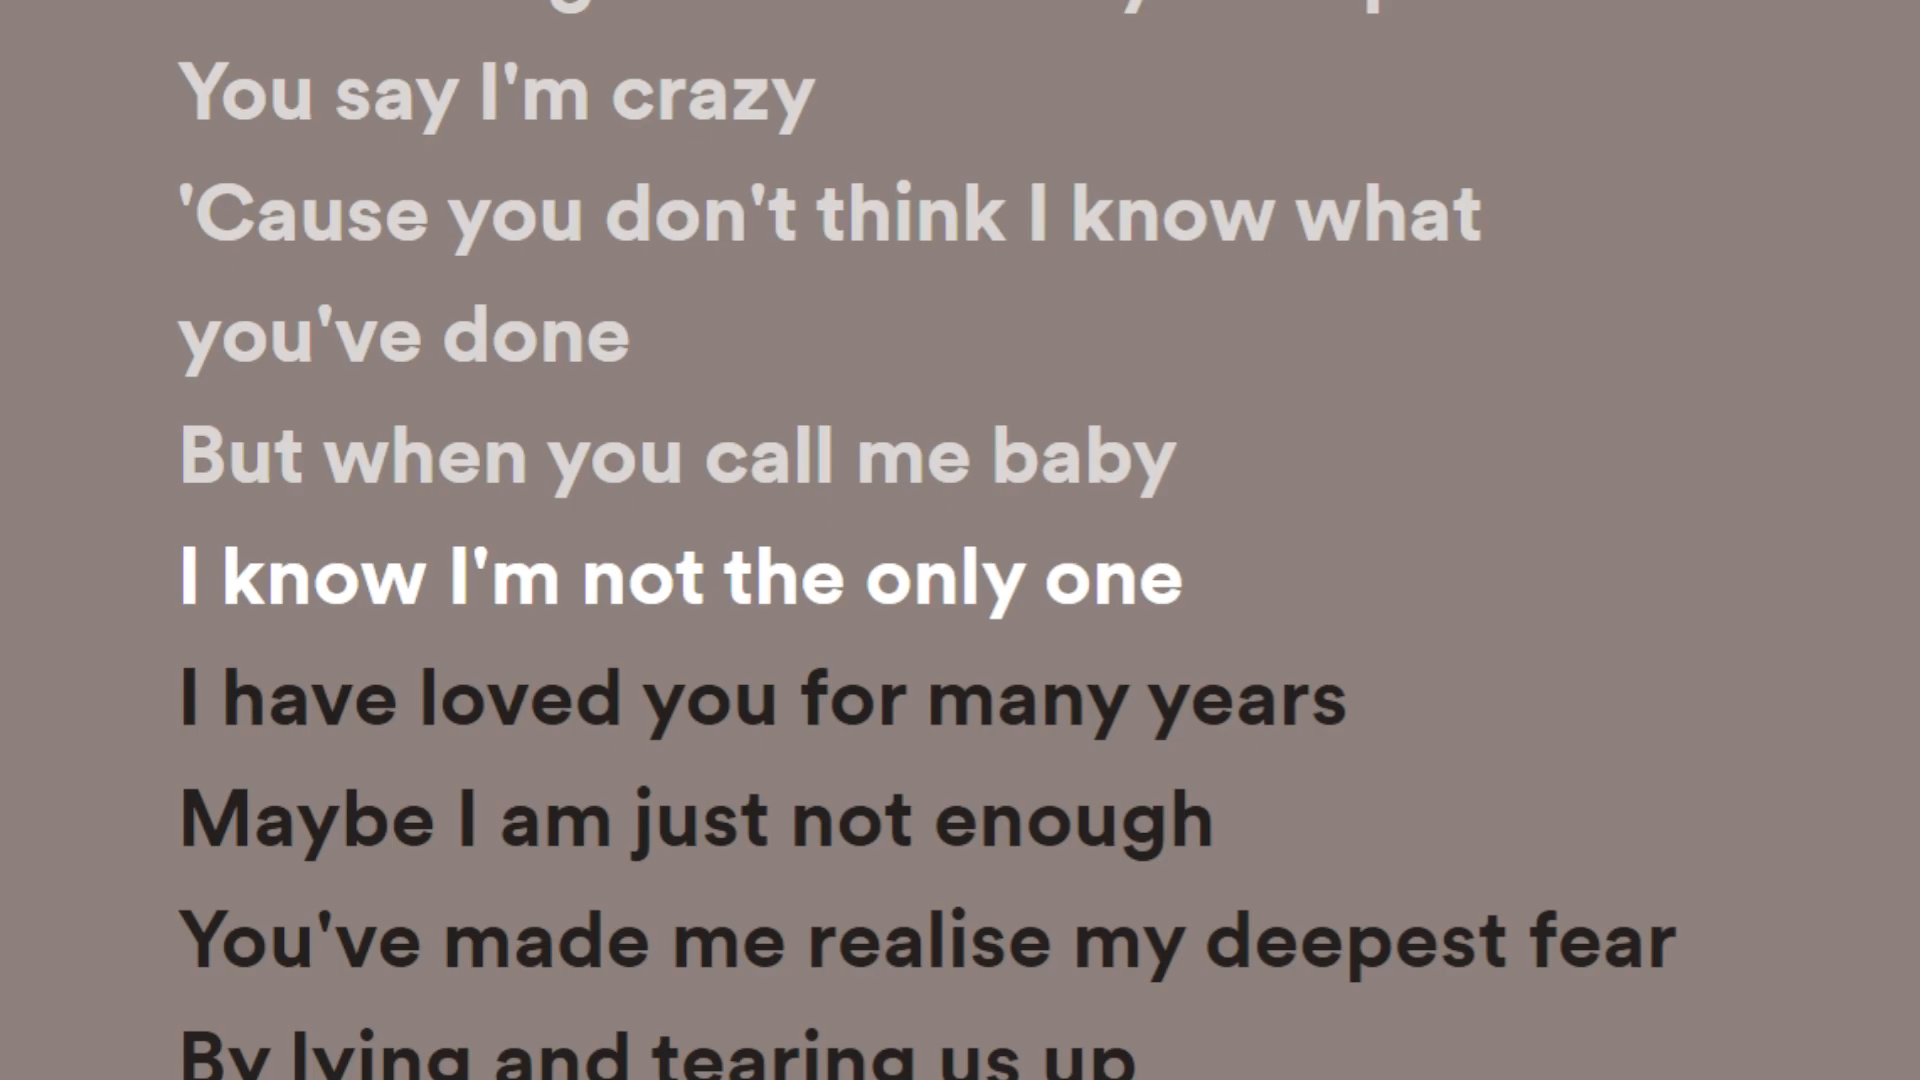 You say I'm crazy
'Cause you don't think I know what
you've done
But when you call me baby
I know I'm not the only one
I have loved you for many years
Maybe I am just not enough
You've made me realise my deepest fear
By lying and tearing us up